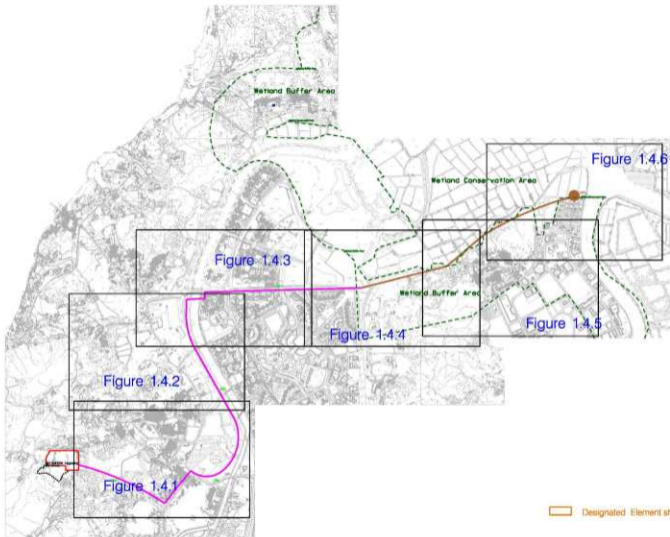 Wetland Buffer Area
Figure 1.4.6
Wetland Conservation Area
Figure 1.4.3
Wetland Buffer Area
Figure 1.4.4
Figure 1.4.5
Figure 1.4.2
Figure 1.4.1
Designated Element sh